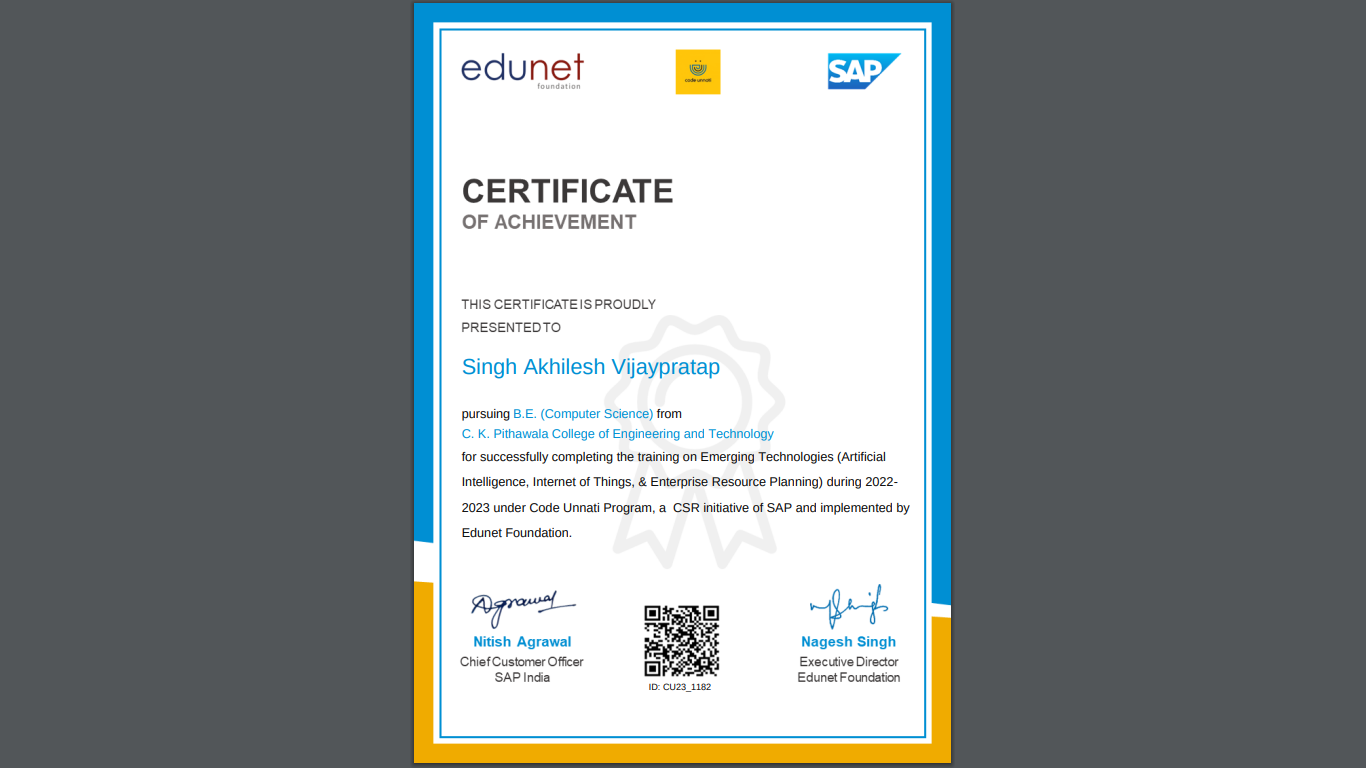 edunet
foundation
code unnati
SAP
CERTIFICATE
OF ACHIEVEMENT
THIS CERTIFICATE IS PROUDLY
PRESENTED TO
Singh Akhilesh Vijaypratap
pursuing B.E. (Computer Science) from
C. K. Pithawala College of Engineering and Technology
for successfully completing the training on Emerging Technologies (Artificial
Intelligence, Internet of Things, & Enterprise Resource Planning) during 2022-
2023 under Code Unnati Program, a  CSR initiative of SAP and implemented by
Edunet Foundation.
Agrawal
Nitish Agrawal
Chief Customer Officer
SAP India
ID: CU23_1182
Nagesh Singh
Executive Director
Edunet Foundation